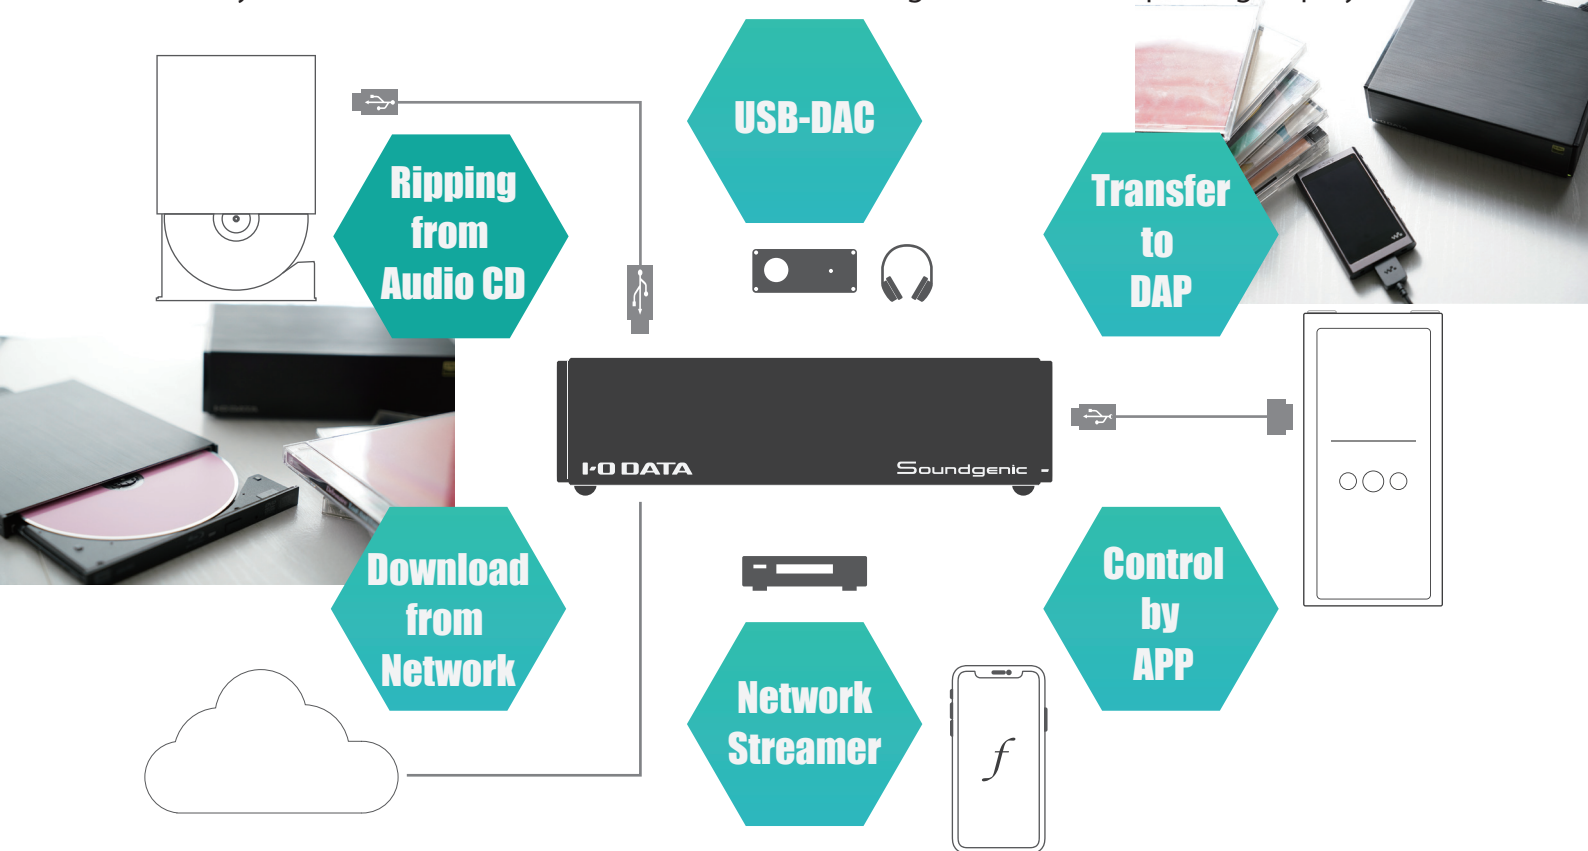 USB-DAC
Ripping
from
Audio CD
Transfer
to
DAP
I-O DATA
Soundgenic
Download
from
Network
Control
by
APP
Network
Streamer
f